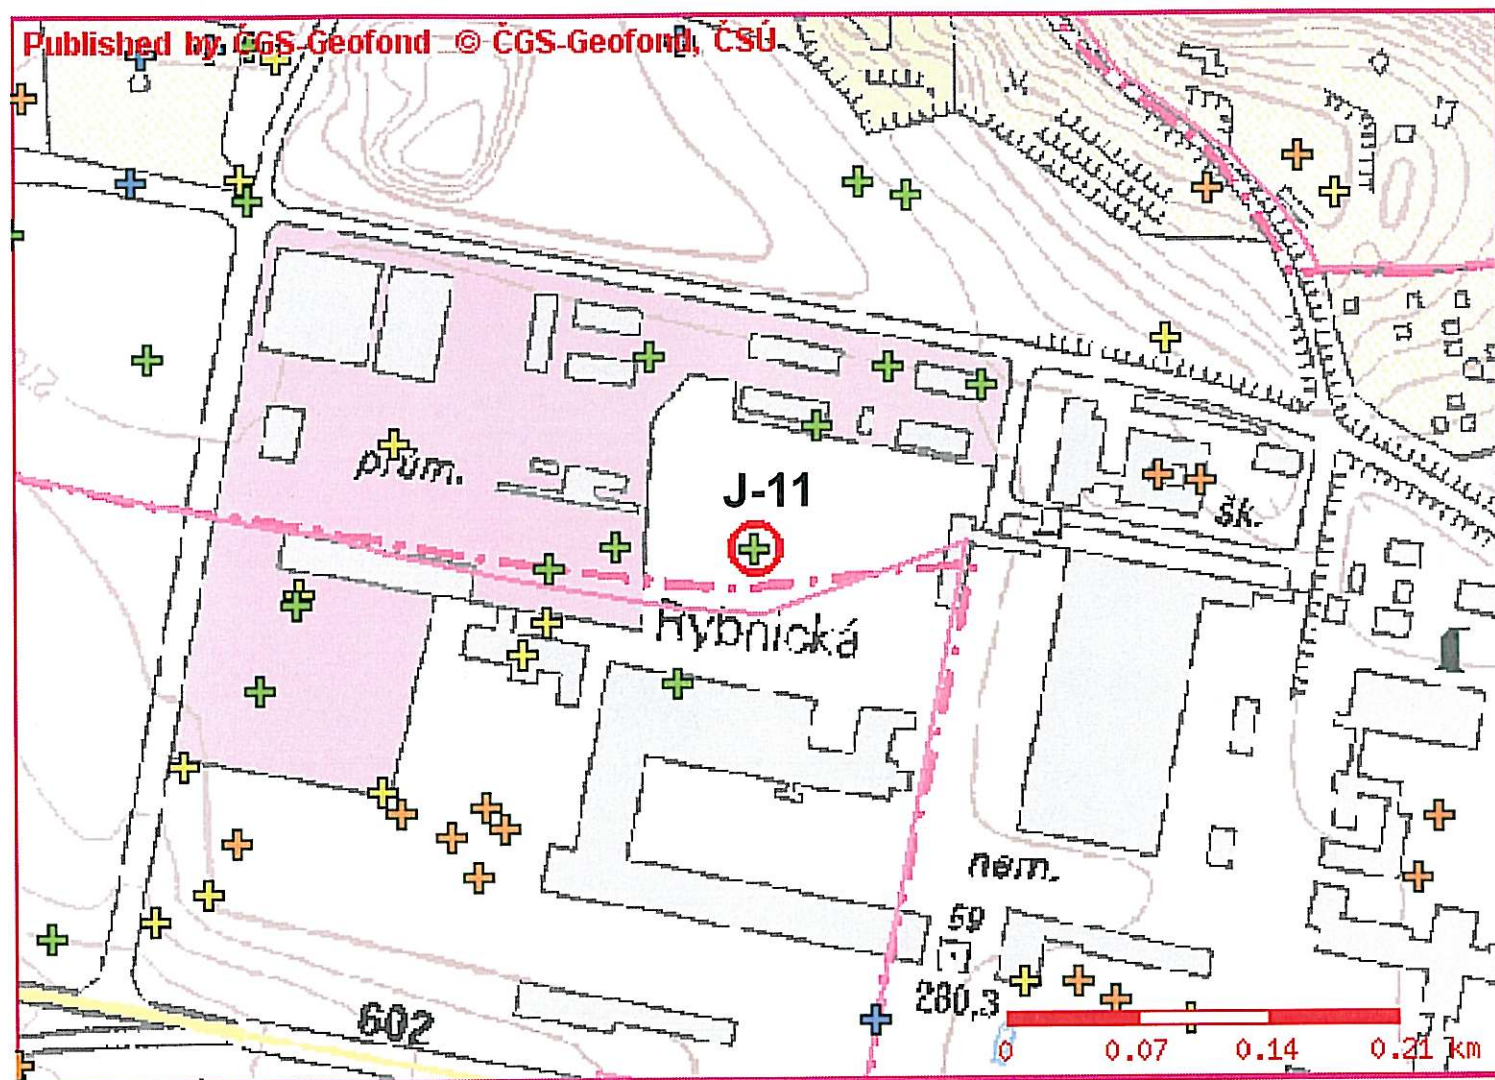 Published by ČGS-Geofond © ČGS-Geofond, ČSÚ
prům.
J-11
šk.
Rybnická
nem.
59
280,3
602
0 0.07 0.14 0.21 km